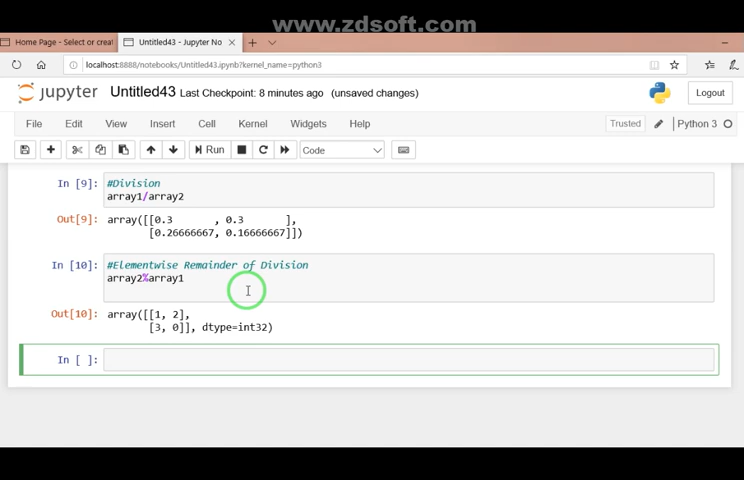 www.zdsoft.com
Home Page - Select or creat
Untitled43 - Jupyter No
localhost:8888/notebooks/Untitled43.ipynb?kernel_name=python3
jupyter Untitled43 Last Checkpoint: 8 minutes ago (unsaved changes)
Logout
File Edit View Insert Cell Kernel Widgets Help
Trusted
Python 3
Run
Code
In [9]: #Division
array1/array2
Out[9]: array([[0.3       , 0.3       ],
[0.26666667, 0.16666667]])
In [10]: #Elementwise Remainder of Division
array2%array1
Out[10]: array([[1, 2],
[3, 0]], dtype=int32)
In [ ]: